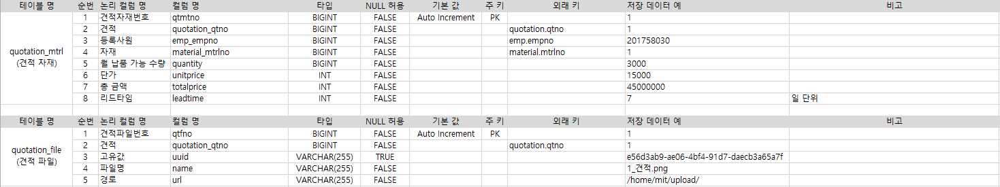 테이블 명 순번 논리 컬럼 명 컬럼 명 타입 NULL 허용 기본 값 주 키 외래 키 저장 데이터 예 비고
quotation_mtrl
(견적 자재)
1 견적자재번호 qtmtno BIGINT FALSE Auto Increment PK 1
2 견적 quotation_qtno BIGINT FALSE quotation.qtno 1
3 등록사원 emp_empno BIGINT FALSE emp.empno 201758030
4 자재 material_mtrlno BIGINT FALSE material.mtrlno 1
5 월 납품 가능 수량 quantity BIGINT FALSE 3000
6 단가 unitprice INT FALSE 15000
7 총 금액 totalprice INT FALSE 45000000
8 리드타임 leadtime INT FALSE 7 일 단위
테이블 명 순번 논리 컬럼 명 컬럼 명 타입 NULL 허용 기본 값 주 키 외래 키 저장 데이터 예 비고
quotation_file
(견적 파일)
1 견적파일번호 qtfno BIGINT FALSE Auto Increment PK 1
2 견적 quotation_qtno BIGINT FALSE quotation.qtno 1
3 고유값 uuid VARCHAR(255) TRUE e56d3ab9-ae06-4bf4-91d7-daecb3a65a7f
4 파일명 name VARCHAR(255) FALSE 1_견적.png
5 경로 url VARCHAR(255) FALSE /home/mit/upload/